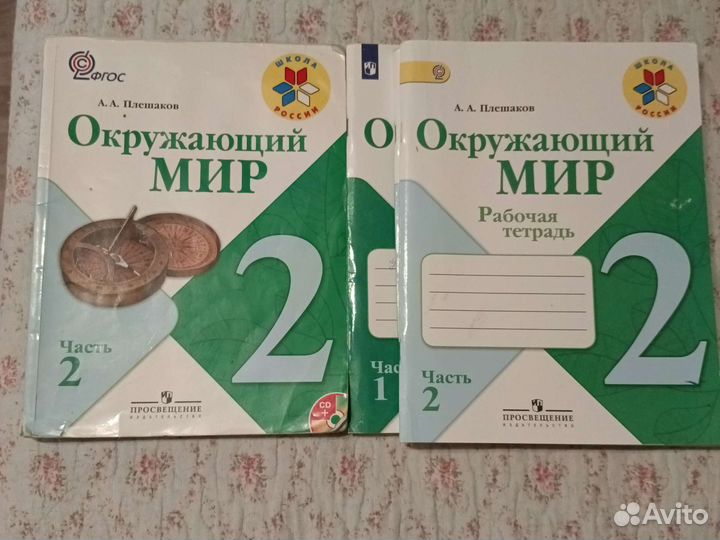 ФГОС
ШКОЛА
РОССИИ
А. А. Плешаков
Окружающий
МИР
2
Часть
2
ПРОСВЕЩЕНИЕ
ИЗДАТЕЛЬСТВО
CD
+
О
Час
1
ШКОЛА
РОССИИ
А. А. Плешаков
Окружающий
МИР
Рабочая
тетрадь
2
Часть
2
ПРОСВЕЩЕНИЕ
ИЗДАТЕЛЬСТВО
Avito